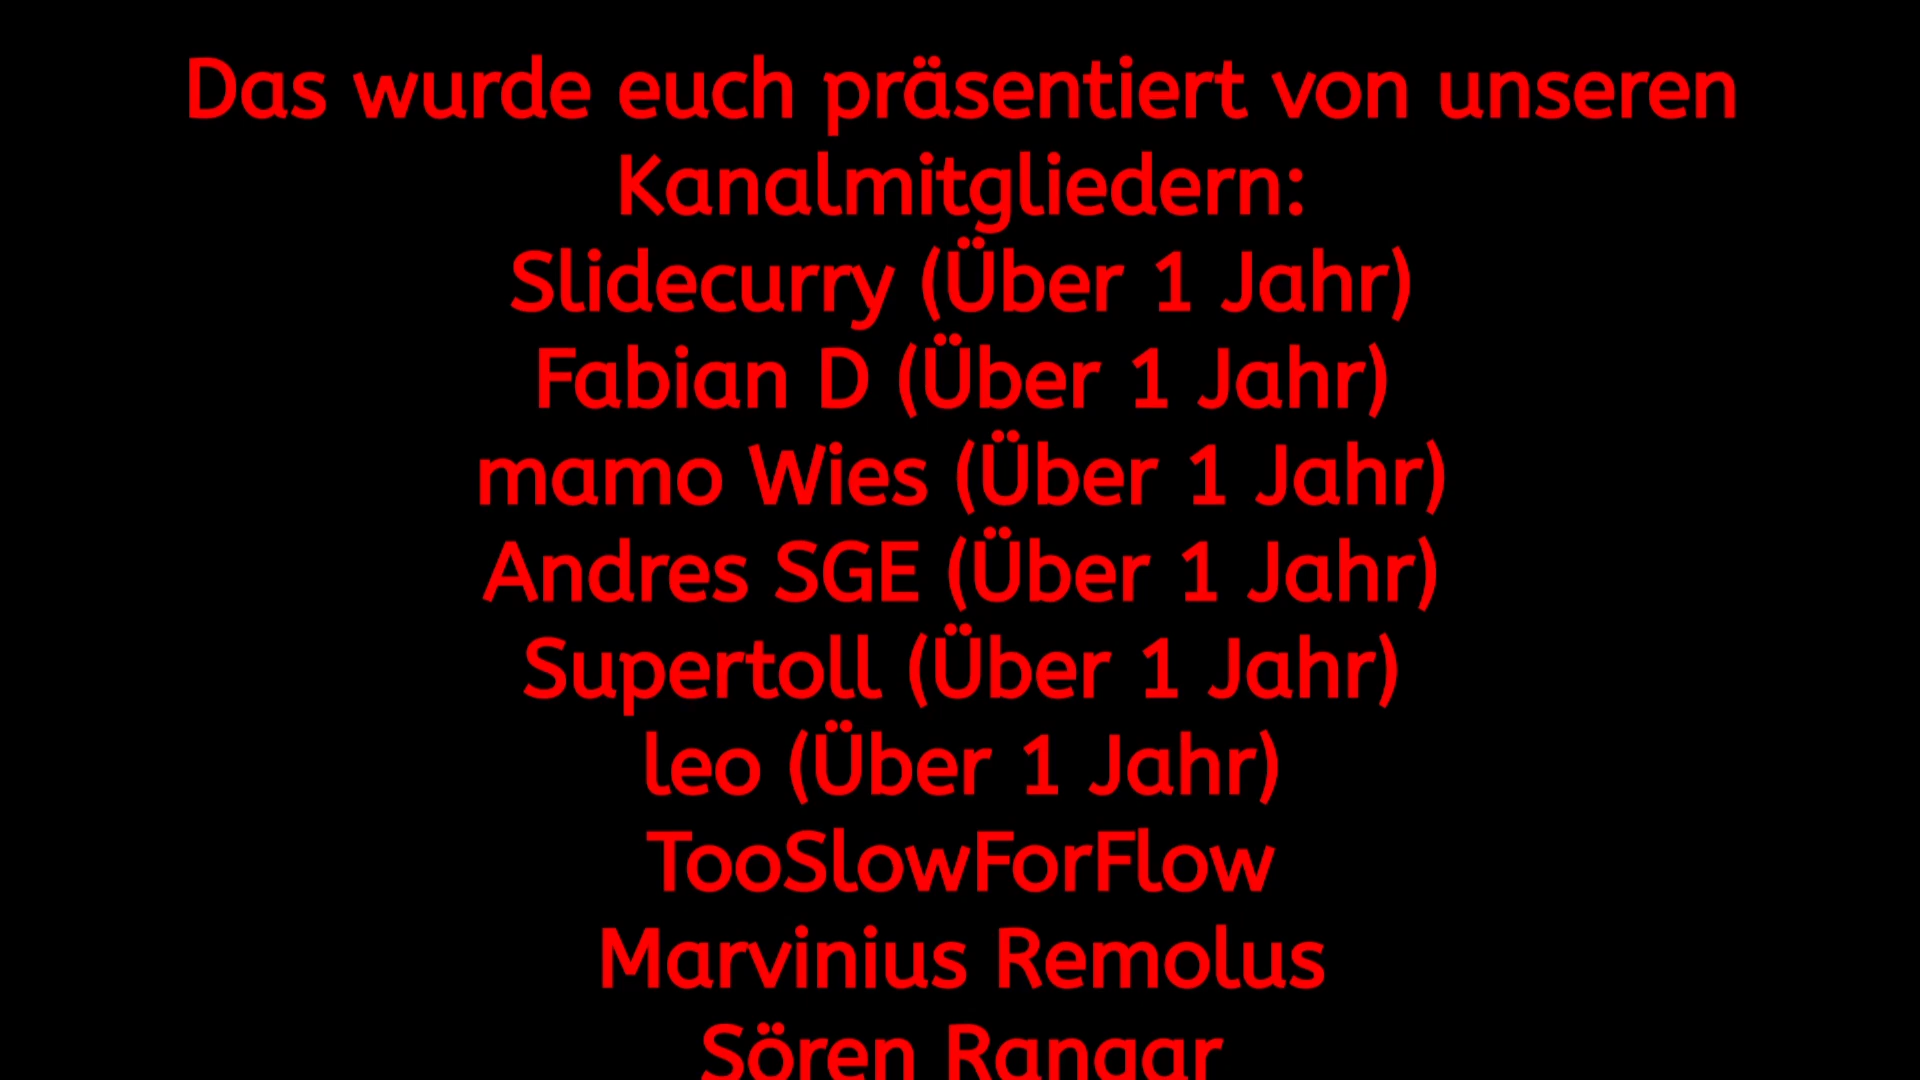 Das wurde euch präsentiert von unseren
Kanalmitgliedern:
Slidecurry (Über 1 Jahr)
Fabian D (Über 1 Jahr)
mamo Wies (Über 1 Jahr)
Andres SGE (Über 1 Jahr)
Supertoll (Über 1 Jahr)
leo (Über 1 Jahr)
TooSlowForFlow
Marvinius Remolus
Sören